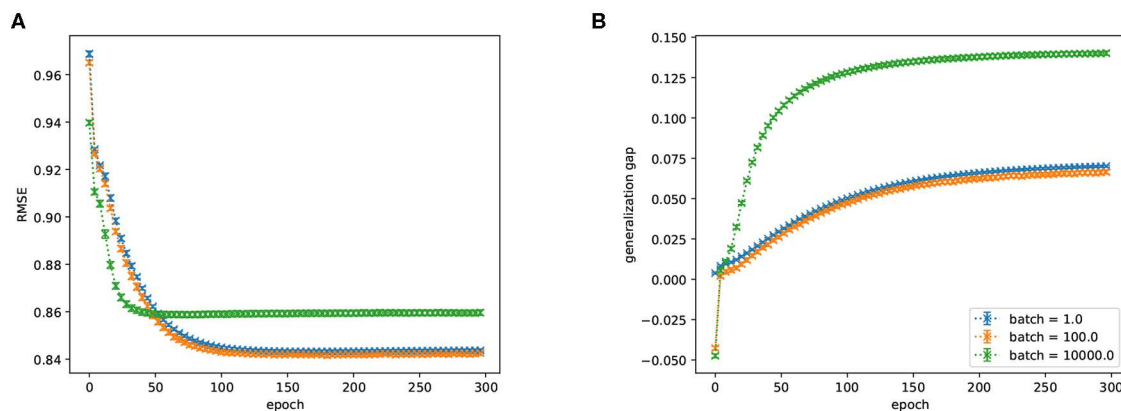 A
0.96
0.94
0.92
0.90
0.88
0.86
0.84
RMSE
0 50 100 150 200 250 300
epoch
B
0.150
0.125
0.100
0.075
0.050
0.025
0.000
−0.025
−0.050
generalization gap
batch = 1.0
batch = 100.0
batch = 10000.0
0 50 100 150 200 250 300
epoch